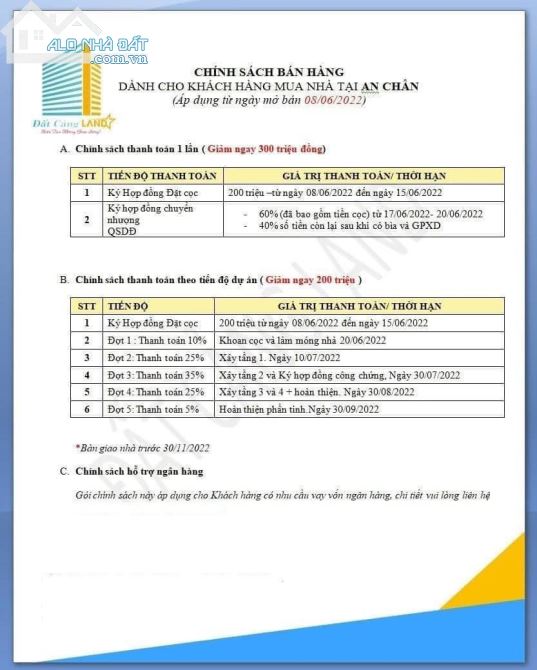 ALO NHÀ ĐẤT
.com.vn
Đất Cảng LAND
CHÍNH SÁCH BÁN HÀNG
DÀNH CHO KHÁCH HÀNG MUA NHÀ TẠI AN CHÂN
(Áp dụng từ ngày mở bán 08/06/2022)
A. Chính sách thanh toán 1 lần ( Giảm ngay 300 triệu đồng)
STT TIẾN ĐỘ THANH TOÁN GIÁ TRỊ THANH TOÁN/ THỜI HẠN
1 Ký Hợp đồng Đặt cọc 200 triệu –từ ngày 08/06/2022 đến ngày 15/06/2022
2 Ký hợp đồng chuyển nhượng QSDĐ
- 60% (đã bao gồm tiền cọc) từ 17/06/2022- 20/06/2022
- 40% số tiền còn lại sau khi có bìa và GPXD
B. Chính sách thanh toán theo tiến độ dự án ( Giảm ngay 200 triệu )
STT TIẾN ĐỘ GIÁ TRỊ THANH TOÁN/ THỜI HẠN
1 Ký Hợp đồng Đặt cọc 200 triệu từ ngày 08/06/2022 đến ngày 15/06/2022
2 Đợt 1 : Thanh toán 10% Khoan cọc và làm móng nhà 20/06/2022
3 Đợt 2: Thanh toán 25% Xây tầng 1. Ngày 10/07/2022
4 Đợt 3: Thanh toán 35% Xây tầng 2 và Ký hợp đồng công chứng, Ngày 30/07/2022
5 Đợt 4: Thanh toán 25% Xây tầng 3 và 4 + hoàn thiện. Ngày 30/08/2022
6 Đợt 5: Thanh toán 5% Hoàn thiện phần tinh.Ngày 30/09/2022
*Bàn giao nhà trước 30/11/2022
C. Chính sách hỗ trợ ngân hàng
Gói chính sách này áp dụng cho Khách hàng có nhu cầu vay vốn ngân hàng, chi tiết vui lòng liên hệ
ĐẤT CẢNG LAND